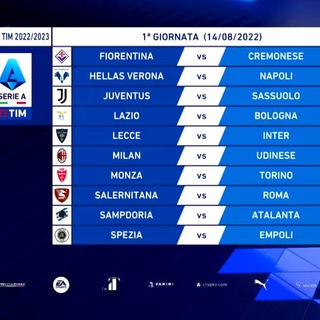 TIM 2022/2023
1ª GIORNATA (14/08/2022)
FIORENTINA vs CREMONESE
HELLAS VERONA vs NAPOLI
JUVENTUS vs SASSUOLO
LAZIO vs BOLOGNA
LECCE vs INTER
MILAN vs UDINESE
MONZA vs TORINO
SALERNITANA vs ROMA
SAMPDORIA vs ATALANTA
SPEZIA vs EMPOLI
SERIE A
TIM
EA
PANINI
crypto.com